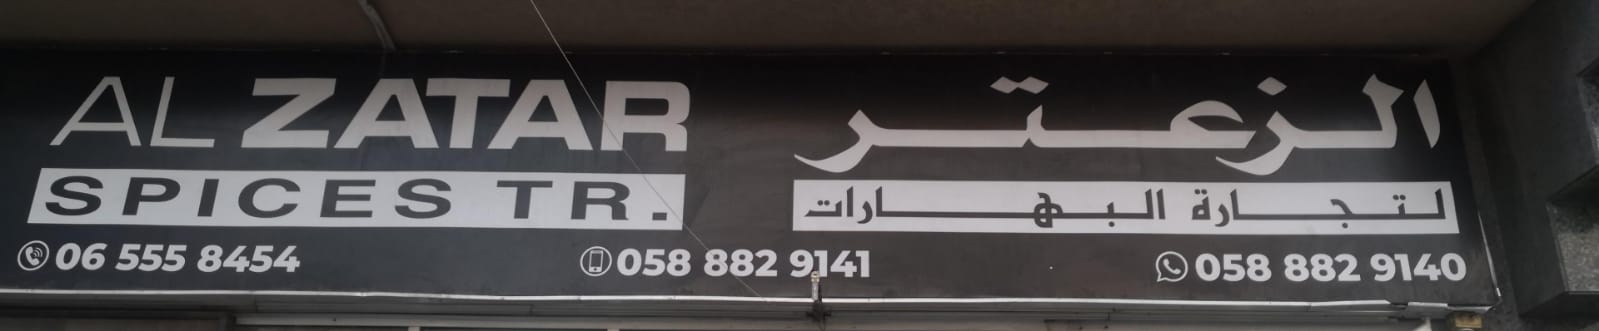 AL ZATAR
SPICES TR.
الزعتر
لتجارة البهارات
06 555 8454
058 882 9141
058 882 9140